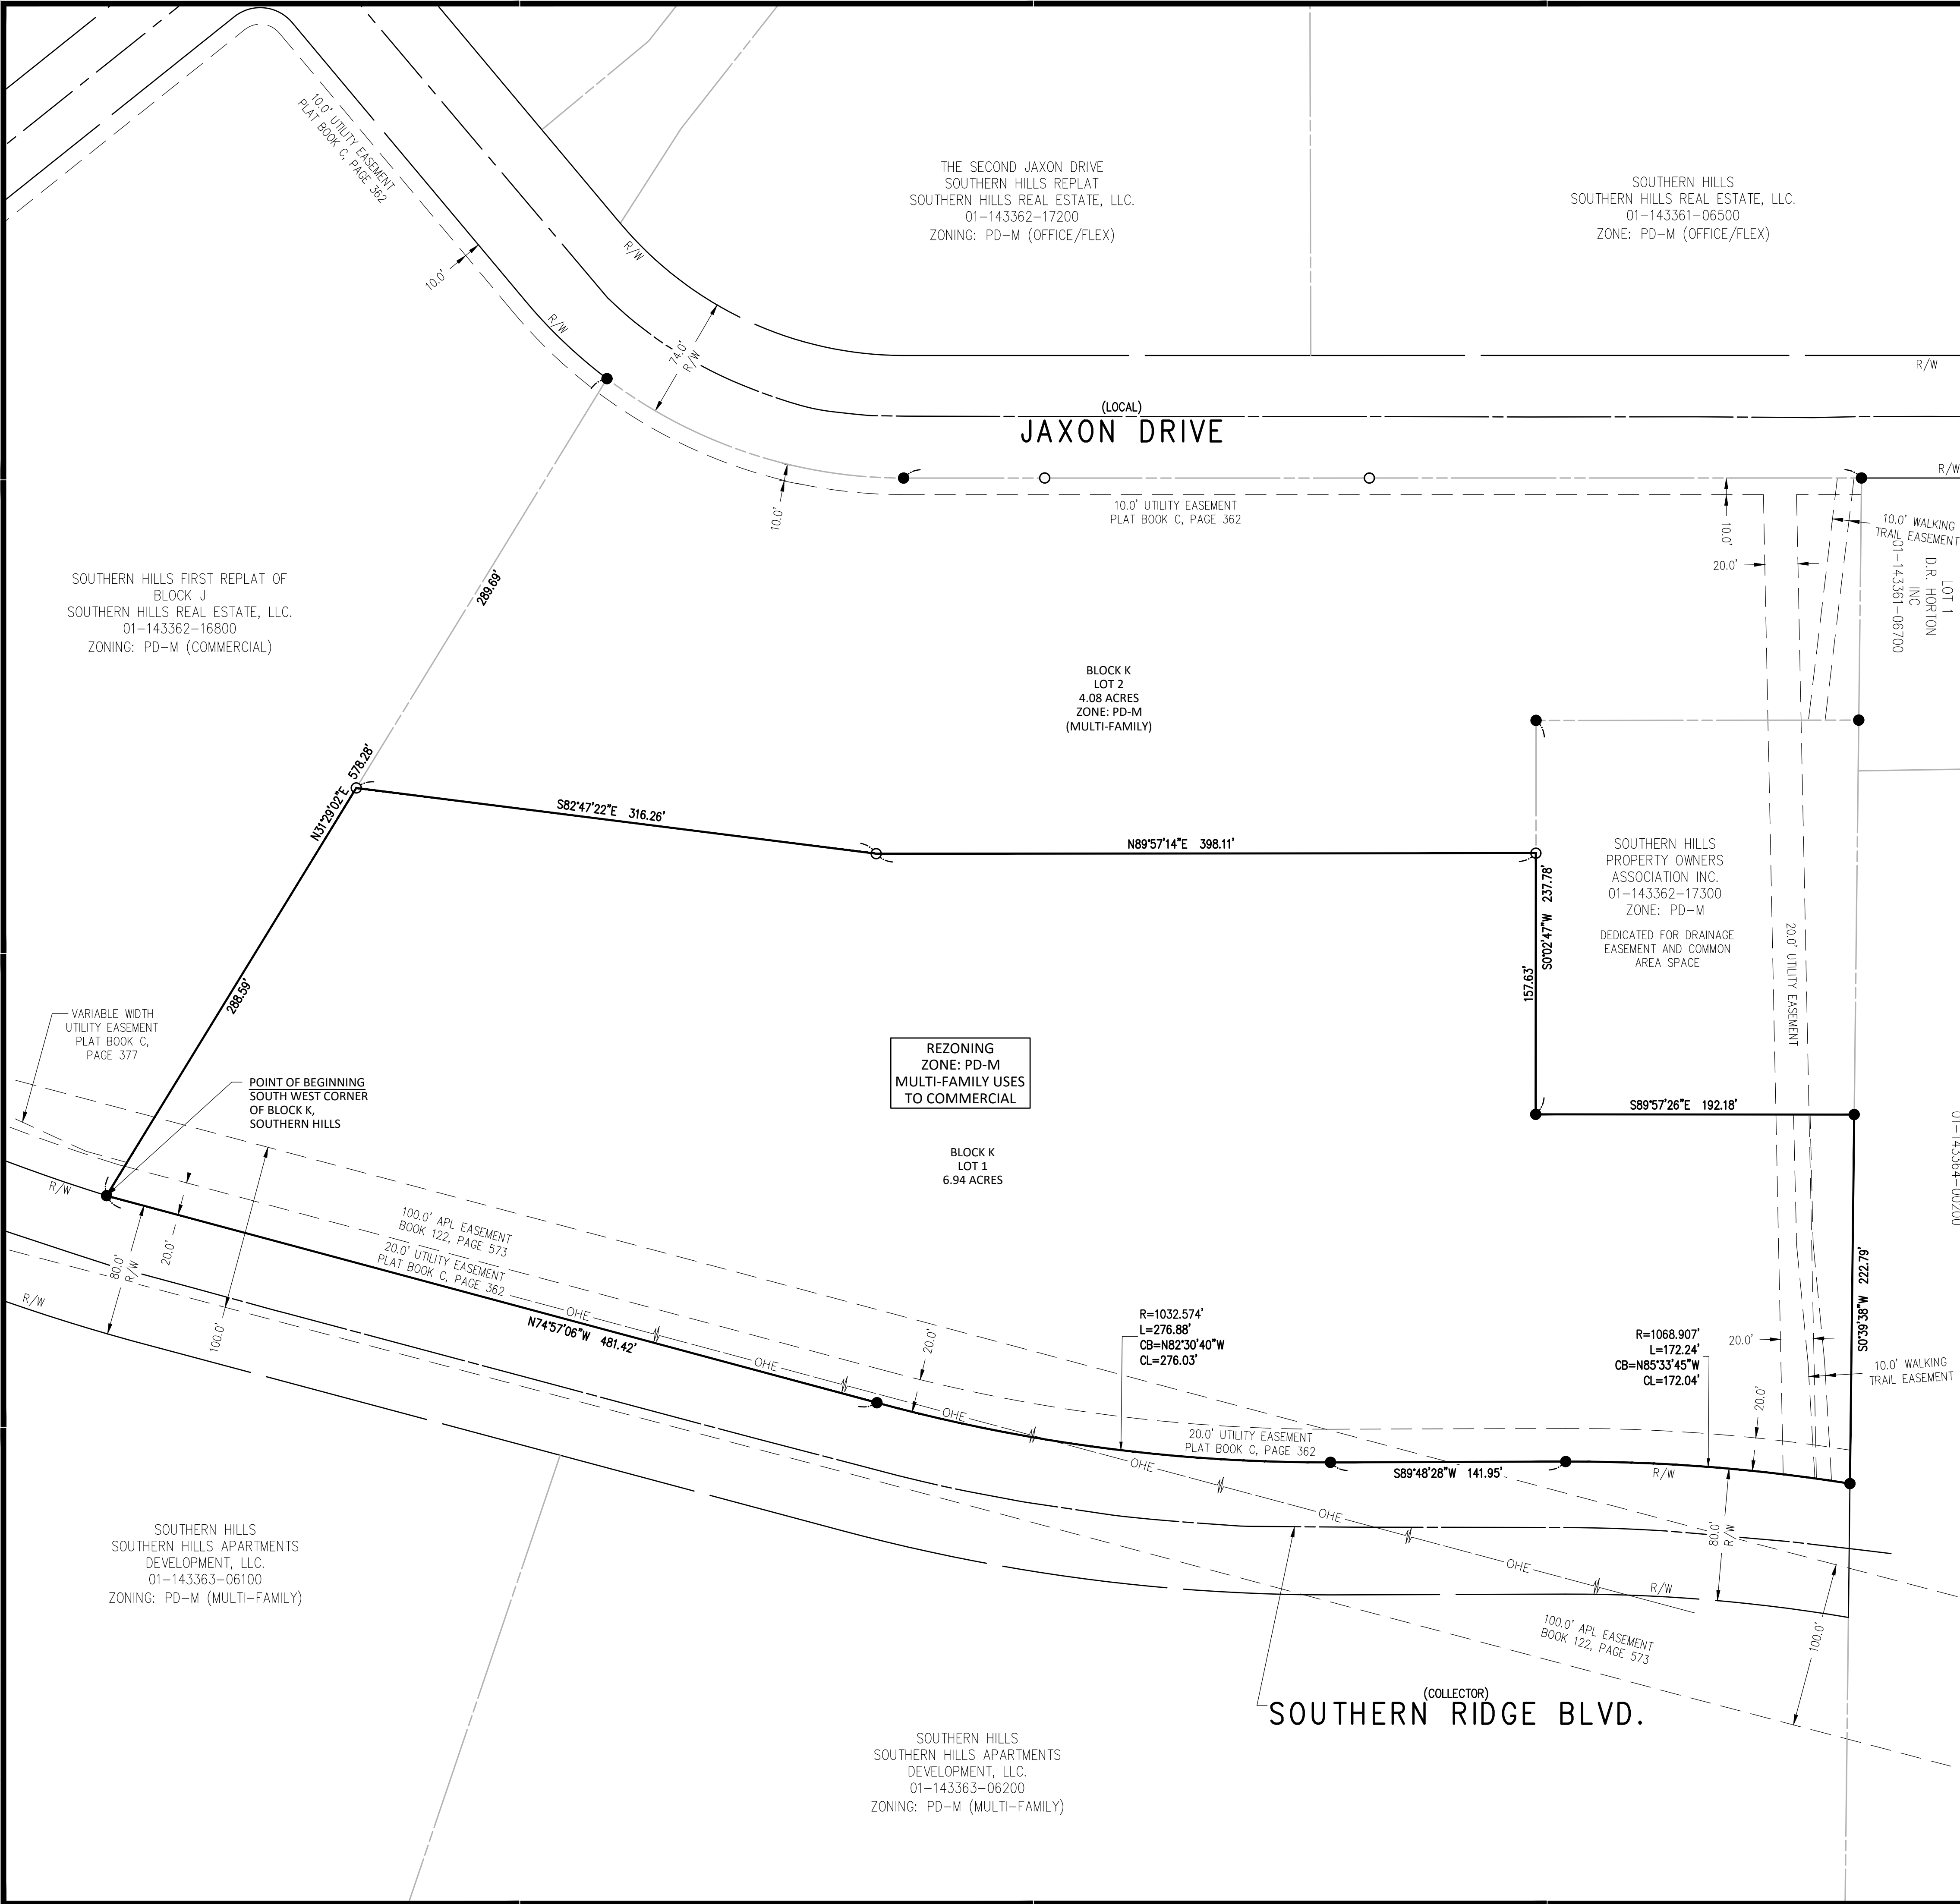 10.0' UTILITY EASEMENT
PLAT BOOK C, PAGE 362
10.0'
R/W
R/W
74.0'
R/W
THE SECOND JAXON DRIVE
SOUTHERN HILLS REPLAT
SOUTHERN HILLS REAL ESTATE, LLC.
01-143362-17200
ZONING: PD-M (OFFICE/FLEX)
SOUTHERN HILLS
SOUTHERN HILLS REAL ESTATE, LLC.
01-143361-06500
ZONE: PD-M (OFFICE/FLEX)
R/W
(LOCAL)
JAXON DRIVE
R/W
10.0'
10.0' UTILITY EASEMENT
PLAT BOOK C, PAGE 362
10.0'
20.0'
10.0' WALKING
TRAIL EASEMENT
LOT 1
D.R. HORTON
INC
01-143361-06700
SOUTHERN HILLS FIRST REPLAT OF
BLOCK J
SOUTHERN HILLS REAL ESTATE, LLC.
01-143362-16800
ZONING: PD-M (COMMERCIAL)
289.69'
BLOCK K
LOT 2
4.08 ACRES
ZONE: PD-M
(MULTI-FAMILY)
N31°29'02"E 578.28'
S82°47'22"E 316.26'
N89°57'14"E 398.11'
S0°02'47"W 237.78'
157.63'
SOUTHERN HILLS
PROPERTY OWNERS
ASSOCIATION INC.
01-143362-17300
ZONE: PD-M
DEDICATED FOR DRAINAGE
EASEMENT AND COMMON
AREA SPACE
20.0' UTILITY EASEMENT
288.59'
VARIABLE WIDTH
UTILITY EASEMENT
PLAT BOOK C,
PAGE 377
POINT OF BEGINNING
SOUTH WEST CORNER
OF BLOCK K,
SOUTHERN HILLS
REZONING
ZONE: PD-M
MULTI-FAMILY USES
TO COMMERCIAL
S89°57'26"E 192.18'
BLOCK K
LOT 1
6.94 ACRES
01-143364-00200
R/W
80.0'
R/W
20.0'
100.0'
R/W
100.0' APL EASEMENT
BOOK 122, PAGE 573
20.0' UTILITY EASEMENT
PLAT BOOK C, PAGE 362
OHE
N74°57'06"W 481.42'
OHE
20.0'
OHE
R=1032.574'
L=276.88'
CB=N82°30'40"W
CL=276.03'
R=1068.907'
L=172.24'
CB=N85°33'45"W
CL=172.04'
20.0'
S0°39'38"W 222.79'
10.0' WALKING
TRAIL EASEMENT
20.0'
20.0' UTILITY EASEMENT
PLAT BOOK C, PAGE 362
OHE
S89°48'28"W 141.95'
R/W
OHE
80.0'
R/W
OHE
R/W
100.0' APL EASEMENT
BOOK 122, PAGE 573
100.0'
SOUTHERN HILLS
SOUTHERN HILLS APARTMENTS
DEVELOPMENT, LLC.
01-143363-06100
ZONING: PD-M (MULTI-FAMILY)
(COLLECTOR)
SOUTHERN RIDGE BLVD.
SOUTHERN HILLS
SOUTHERN HILLS APARTMENTS
DEVELOPMENT, LLC.
01-143363-06200
ZONING: PD-M (MULTI-FAMILY)